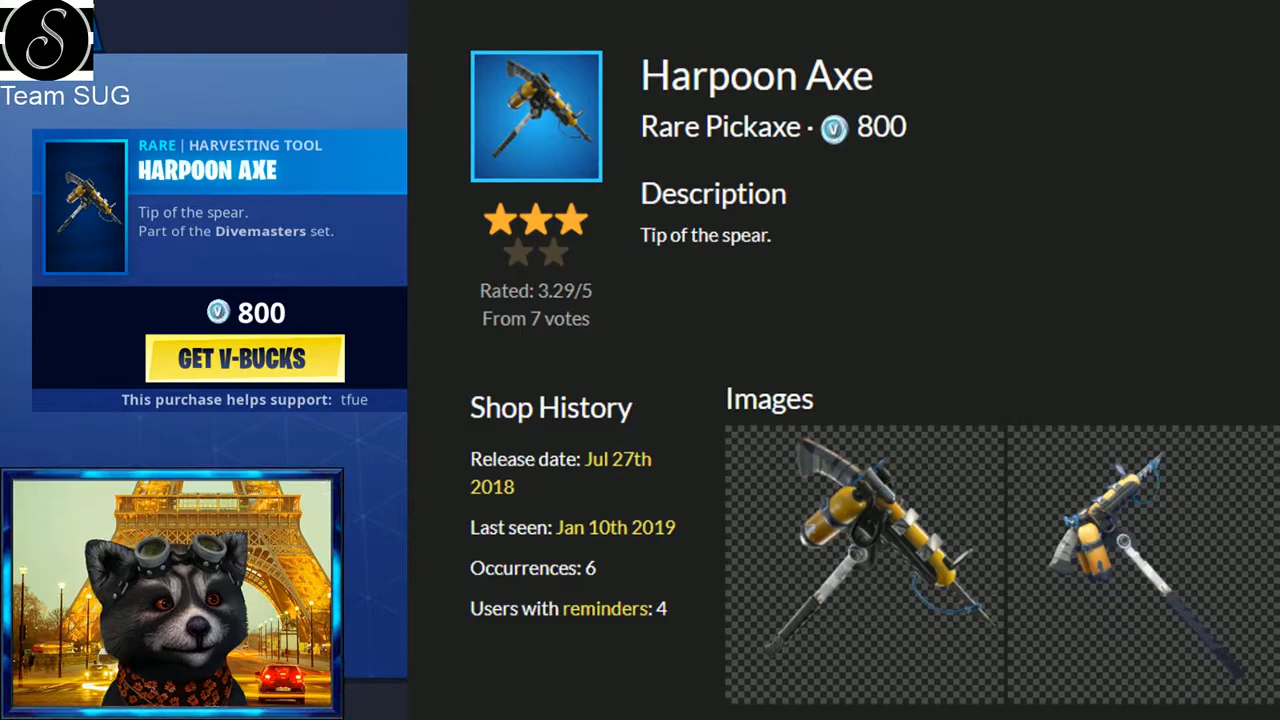 S
Team SUG
RARE | HARVESTING TOOL
HARPOON AXE
Tip of the spear.
Part of the Divemasters set.
800
GET V-BUCKS
This purchase helps support: tfue
Harpoon Axe
Rare Pickaxe · V 800
Description
Tip of the spear.
Rated: 3.29/5
From 7 votes
Shop History
Release date: Jul 27th
2018
Last seen: Jan 10th 2019
Occurrences: 6
Users with reminders: 4
Images